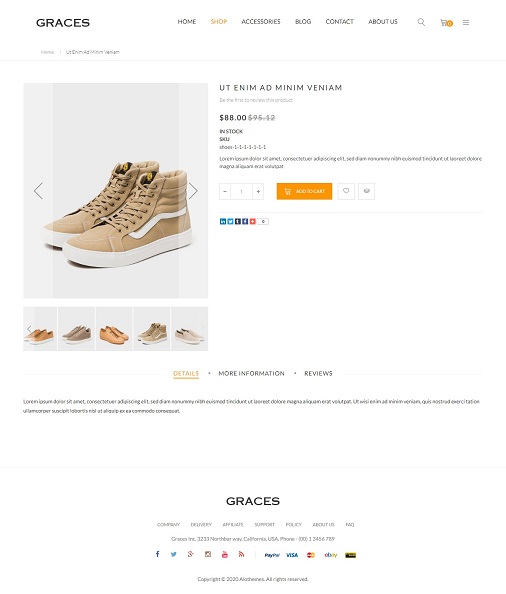 GRACES
HOME SHOP ACCESSORIES BLOG CONTACT ABOUT US
0
Home Ut Enim Ad Minim Veniam
UT ENIM AD MINIM VENIAM
Be the first to review this product
$88.00 $95.12
IN STOCK
SKU
shoes-1-1-1-1-1-1-1
Lorem ipsum dolor sit amet, consectetuer adipiscing elit, sed diam nonummy nibh euismod tincidunt ut laoreet dolore magna
aliquam erat volutpat
- 1 + ADD TO CART
0
DETAILS • MORE INFORMATION • REVIEWS
Lorem ipsum dolor sit amet, consectetuer adipiscing elit, sed diam nonummy nibh euismod tincidunt ut laoreet dolore magna aliquam erat volutpat. Ut wisi enim ad minim veniam, quis nostrud exerci tation
ullamcorper suscipit lobortis nisl ut aliquip ex ea commodo consequat.
GRACES
COMPANY DELIVERY AFFILIATE SUPPORT POLICY ABOUT US FAQ
Graces Inc. 3233 Northbar way, California, USA. Phone - (00) 1 3456 789
PayPal VISA ebay
Copyright © 2020 Alothemes. All rights reserved.